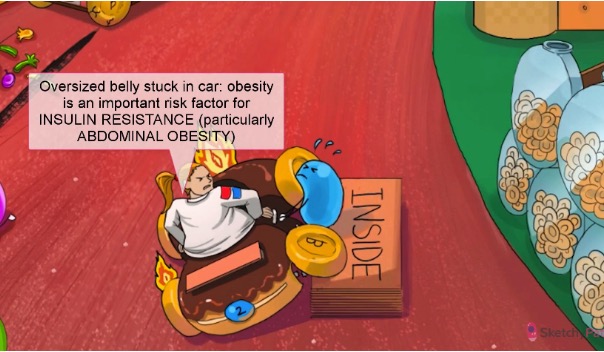 Oversized belly stuck in car: obesity
is an important risk factor for
INSULIN RESISTANCE (particularly
ABDOMINAL OBESITY)
INSIDE
B
2